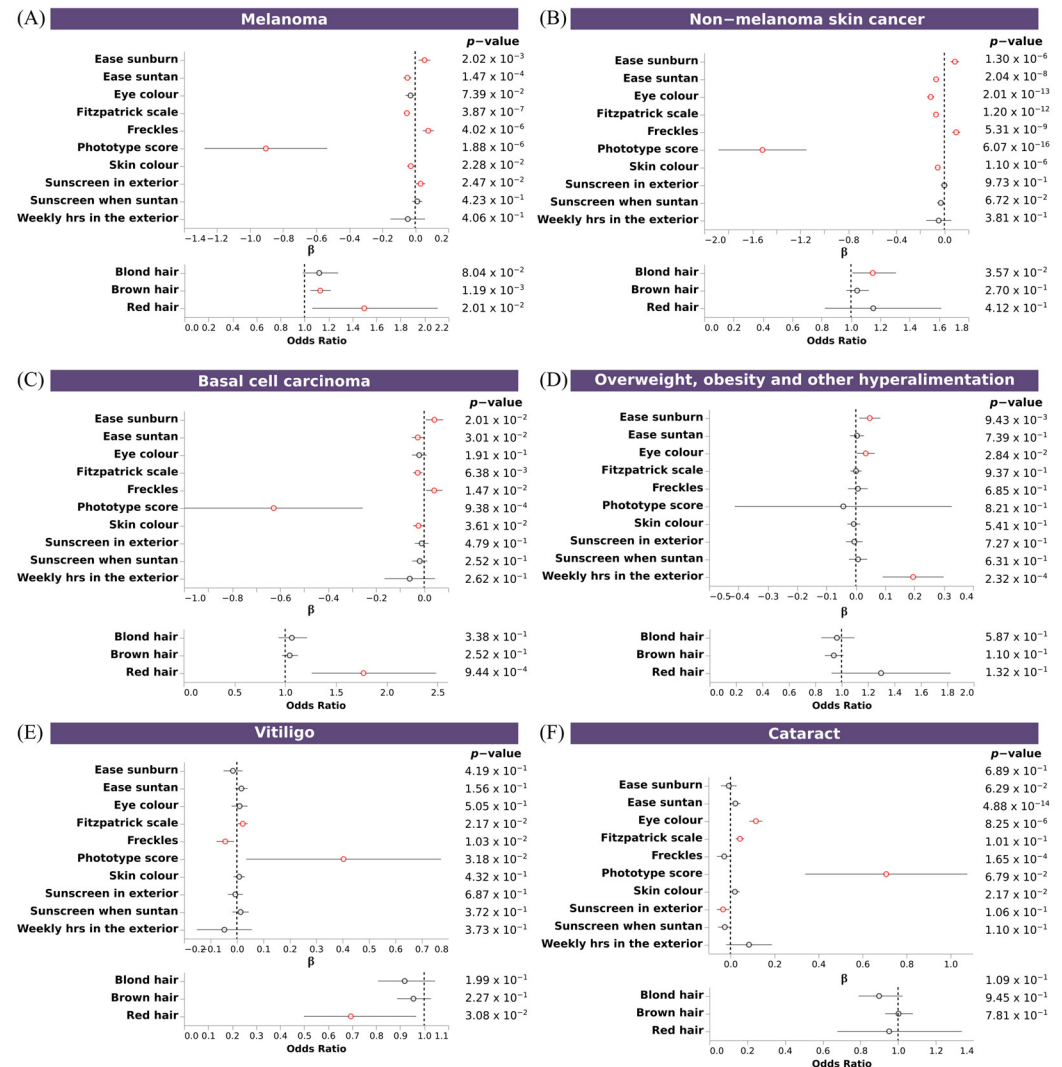 (A) Melanoma
p−value
Ease sunburn 2.02 x 10⁻³
Ease suntan 1.47 x 10⁻⁴
Eye colour 7.39 x 10⁻²
Fitzpatrick scale 3.87 x 10⁻⁷
Freckles 4.02 x 10⁻⁶
Phototype score 1.88 x 10⁻⁶
Skin colour 2.28 x 10⁻²
Sunscreen in exterior 2.47 x 10⁻²
Sunscreen when suntan 4.23 x 10⁻¹
Weekly hrs in the exterior 4.06 x 10⁻¹
−1.4 −1.2 −1.0 −0.8 −0.6 −0.4 −0.2 0.0 0.2
β
Blond hair 8.04 x 10⁻²
Brown hair 1.19 x 10⁻³
Red hair 2.01 x 10⁻²
0.0 0.2 0.4 0.6 0.8 1.0 1.2 1.4 1.6 1.8 2.0 2.2
Odds Ratio
(B) Non−melanoma skin cancer
p−value
Ease sunburn 1.30 x 10⁻⁶
Ease suntan 2.04 x 10⁻⁸
Eye colour 2.01 x 10⁻¹³
Fitzpatrick scale 1.20 x 10⁻¹²
Freckles 5.31 x 10⁻⁹
Phototype score 6.07 x 10⁻¹⁶
Skin colour 1.10 x 10⁻⁶
Sunscreen in exterior 9.73 x 10⁻¹
Sunscreen when suntan 6.72 x 10⁻²
Weekly hrs in the exterior 3.81 x 10⁻¹
−2.0 −1.6 −1.2 −0.8 −0.4 0.0
β
Blond hair 3.57 x 10⁻²
Brown hair 2.70 x 10⁻¹
Red hair 4.12 x 10⁻¹
0.0 0.2 0.4 0.6 0.8 1.0 1.2 1.4 1.6 1.8
Odds Ratio
(C) Basal cell carcinoma
p−value
Ease sunburn 2.01 x 10⁻²
Ease suntan 3.01 x 10⁻²
Eye colour 1.91 x 10⁻¹
Fitzpatrick scale 6.38 x 10⁻³
Freckles 1.47 x 10⁻²
Phototype score 9.38 x 10⁻⁴
Skin colour 3.61 x 10⁻²
Sunscreen in exterior 4.79 x 10⁻¹
Sunscreen when suntan 2.52 x 10⁻¹
Weekly hrs in the exterior 2.62 x 10⁻¹
−1.0 −0.8 −0.6 −0.4 −0.2 0.0
β
Blond hair 3.38 x 10⁻¹
Brown hair 2.52 x 10⁻¹
Red hair 9.44 x 10⁻⁴
0.0 0.5 1.0 1.5 2.0 2.5
Odds Ratio
(D) Overweight, obesity and other hyperalimentation
p−value
Ease sunburn 9.43 x 10⁻³
Ease suntan 7.39 x 10⁻¹
Eye colour 2.84 x 10⁻²
Fitzpatrick scale 9.37 x 10⁻¹
Freckles 6.85 x 10⁻¹
Phototype score 8.21 x 10⁻¹
Skin colour 5.41 x 10⁻¹
Sunscreen in exterior 7.27 x 10⁻¹
Sunscreen when suntan 6.31 x 10⁻¹
Weekly hrs in the exterior 2.32 x 10⁻⁴
−0.5 −0.4 −0.3 −0.2 −0.1 0.0 0.1 0.2 0.3 0.4
β
Blond hair 5.87 x 10⁻¹
Brown hair 1.10 x 10⁻¹
Red hair 1.32 x 10⁻¹
0.0 0.2 0.4 0.6 0.8 1.0 1.2 1.4 1.6 1.8 2.0
Odds Ratio
(E) Vitiligo
p−value
Ease sunburn 4.19 x 10⁻¹
Ease suntan 1.56 x 10⁻¹
Eye colour 5.05 x 10⁻¹
Fitzpatrick scale 2.17 x 10⁻²
Freckles 1.03 x 10⁻²
Phototype score 3.18 x 10⁻²
Skin colour 4.32 x 10⁻¹
Sunscreen in exterior 6.87 x 10⁻¹
Sunscreen when suntan 3.72 x 10⁻¹
Weekly hrs in the exterior 3.73 x 10⁻¹
−0.2 −0.1 0.0 0.1 0.2 0.3 0.4 0.5 0.6 0.7 0.8
β
Blond hair 1.99 x 10⁻¹
Brown hair 2.27 x 10⁻¹
Red hair 3.08 x 10⁻²
0.0 0.1 0.2 0.3 0.4 0.5 0.6 0.7 0.8 0.9 1.0 1.1
Odds Ratio
(F) Cataract
p−value
6.89 x 10⁻¹
Ease sunburn 6.29 x 10⁻²
Ease suntan 4.88 x 10⁻¹⁴
Eye colour 8.25 x 10⁻⁶
Fitzpatrick scale 1.01 x 10⁻¹
Freckles 1.65 x 10⁻⁴
Phototype score 6.79 x 10⁻²
Skin colour 2.17 x 10⁻²
Sunscreen in exterior 1.06 x 10⁻¹
Sunscreen when suntan 1.10 x 10⁻¹
Weekly hrs in the exterior
0.0 0.2 0.4 0.6 0.8 1.0
β
1.09 x 10⁻¹
Blond hair 9.45 x 10⁻¹
Brown hair 7.81 x 10⁻¹
Red hair
0.0 0.2 0.4 0.6 0.8 1.0 1.2 1.4
Odds Ratio